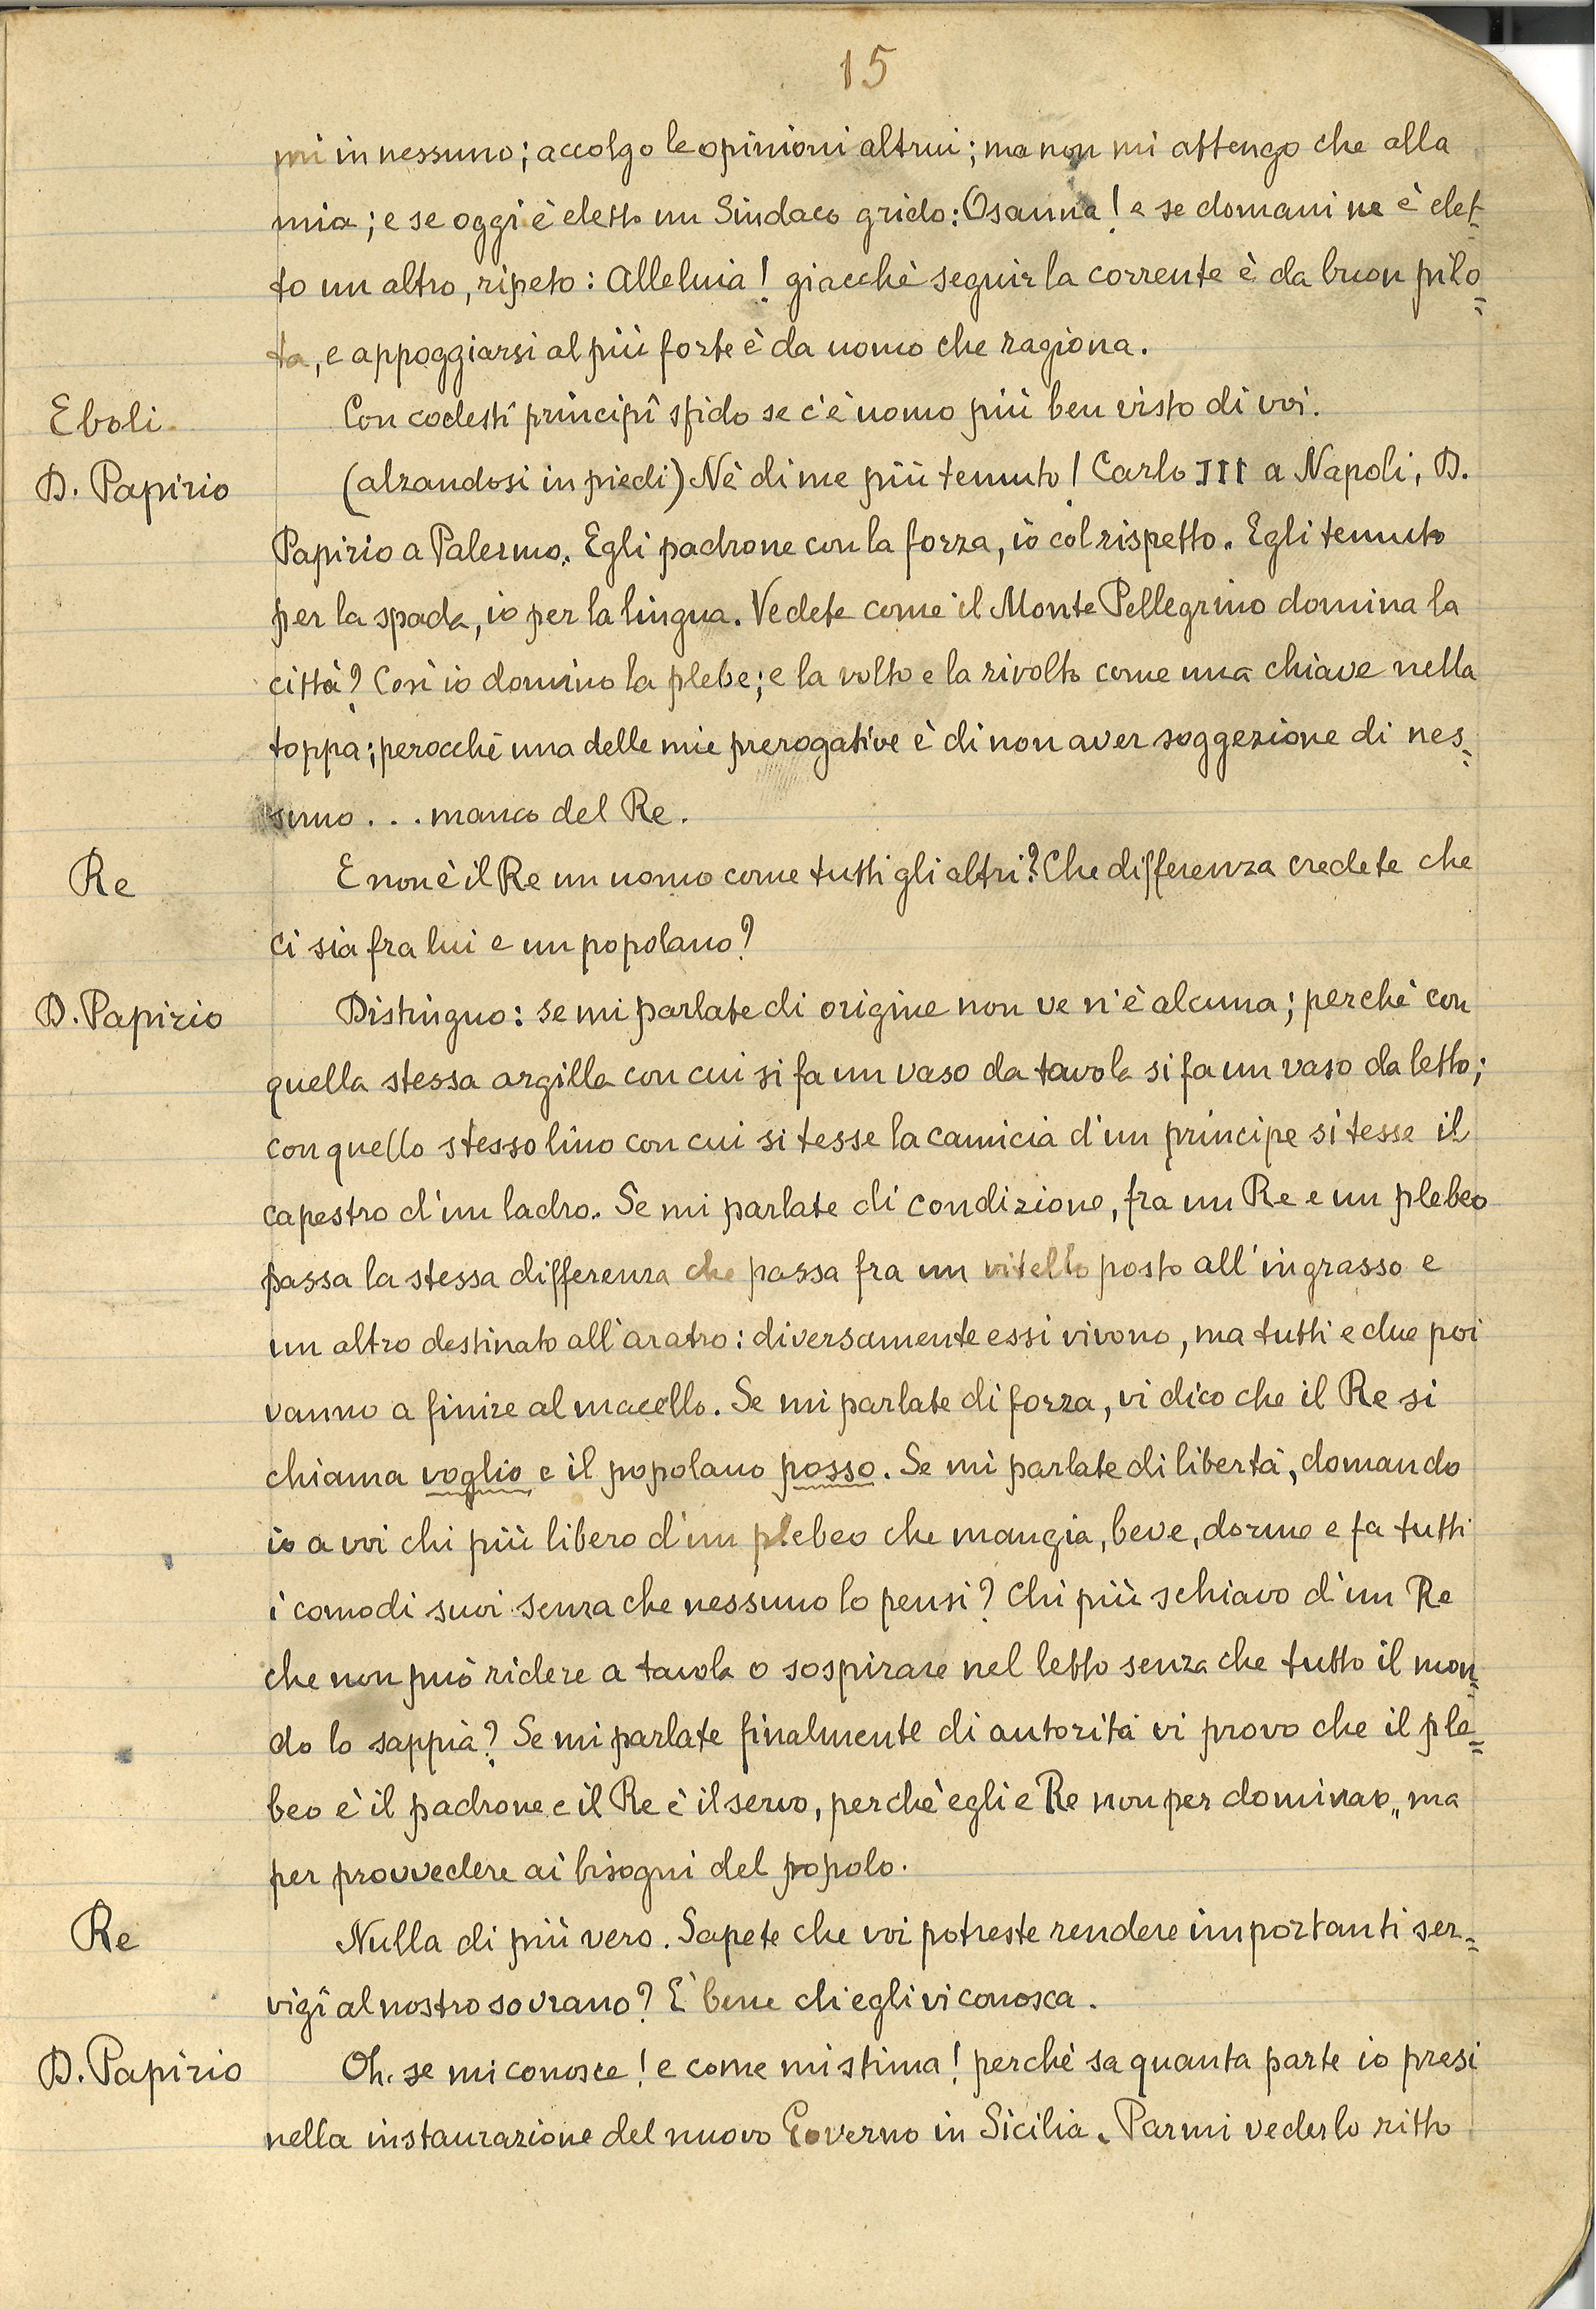 15
mi in nessuno; accolgo le opinioni altrui; ma non mi attengo che alla
mia; e se oggi è eletto un Sindaco grido: Osanna! e se domani ne è elet-
to un altro, ripeto: Alleluia! giacchè seguir la corrente è da buon pilo=
ta, e appoggiarsi al più forte è da uomo che ragiona.
Eboli Con codesti principî sfido se c'è uomo più ben visto di voi.
D. Papirio (alzandosi in piedi) Nè di me più temuto! Carlo III a Napoli, D.
Papirio a Palermo. Egli padrone con la forza, io col rispetto. Egli temuto
per la spada, io per la lingua. Vedete come il Monte Pellegrino domina la
città? Così io domino la plebe; e la volto e la rivolto come una chiave nella
toppa; perocchè una delle mie prerogative è di non aver soggezione di nes=
suno... manco del Re.
Re E non è il Re un uomo come tutti gli altri? Che differenza credete che
ci sia fra lui e un popolano?
D. Papirio Distinguo: se mi parlate di origine non ve n'è alcuna; perchè con
quella stessa argilla con cui si fa un vaso da tavola si fa un vaso da letto;
con quello stesso lino con cui si tesse la camicia d'un principe si tesse il
capestro d'un ladro. Se mi parlate di condizione, fra un Re e un plebeo
passa la stessa differenza che passa fra un vitello posto all'ingrasso e
un altro destinato all'aratro: diversamente essi vivono, ma tutti e due poi
vanno a finire al macello. Se mi parlate di forza, vi dico che il Re si
chiama voglio e il popolano posso. Se mi parlate di libertà, domando
io a voi chi più libero d'un plebeo che mangia, beve, dorme e fa tutti
i comodi suoi senza che nessuno lo pensi? Chi più schiavo d'un Re
che non può ridere a tavola o sospirare nel letto senza che tutto il mon=
do lo sappia? Se mi parlate finalmente di autorità vi provo che il ple=
beo è il padrone e il Re è il servo, perchè egli è Re non per dominare, ma
per provvedere ai bisogni del popolo.
Re Nulla di più vero. Sapete che voi potreste rendere importanti ser=
vigî al nostro sovrano? È bene ch'egli vi conosca.
D. Papirio Oh, se mi conosce! e come mi stima! perchè sa quanta parte io presi
nella instaurazione del nuovo Governo in Sicilia. Parmi vederlo ritto